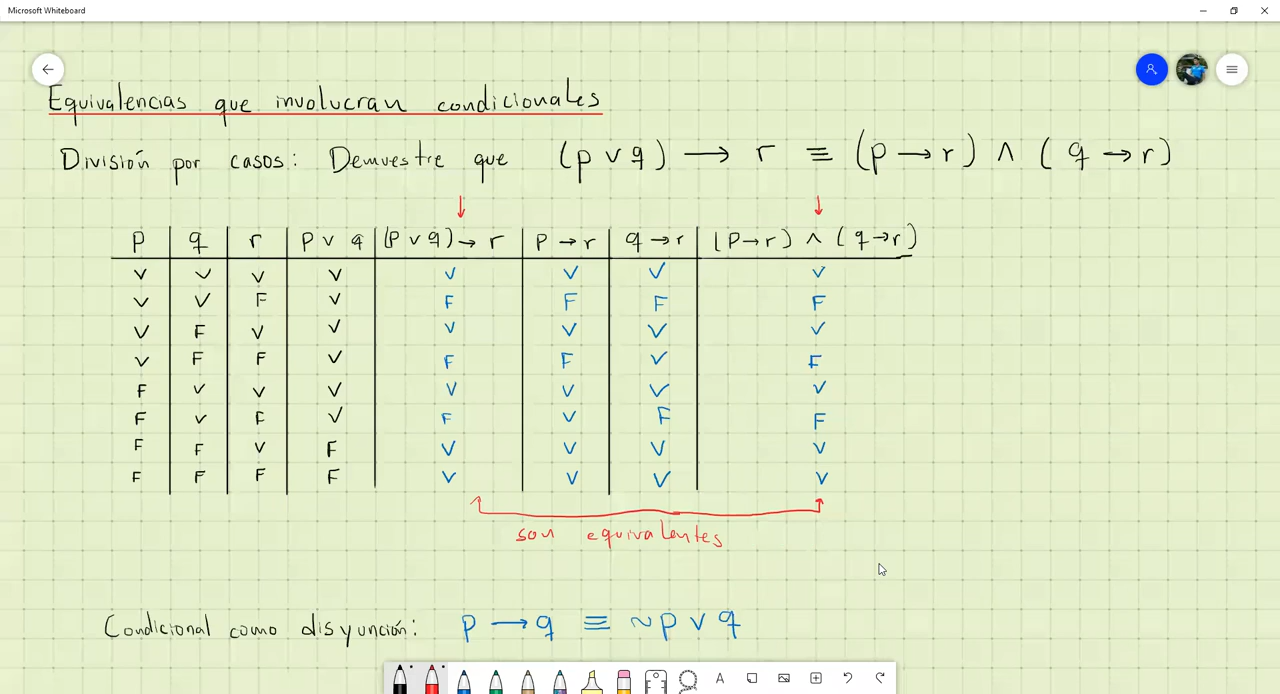 Microsoft Whiteboard
Equivalencias que involucran condicionales
División por casos: Demuestre que (p ∨ q) → r ≡ (p → r) ∧ (q → r)
p q r p ∨ q (p ∨ q) → r p → r q → r (p → r) ∧ (q → r)
V V V V V V V V
V V F V F F F F
V F V V V V V V
V F F V F F V F
F V V V V V V V
F V F V F V F F
F F V F V V V V
F F F F V V V V
son equivalentes
Condicional como disyunción: p → q ≡ ~p ∨ q
A